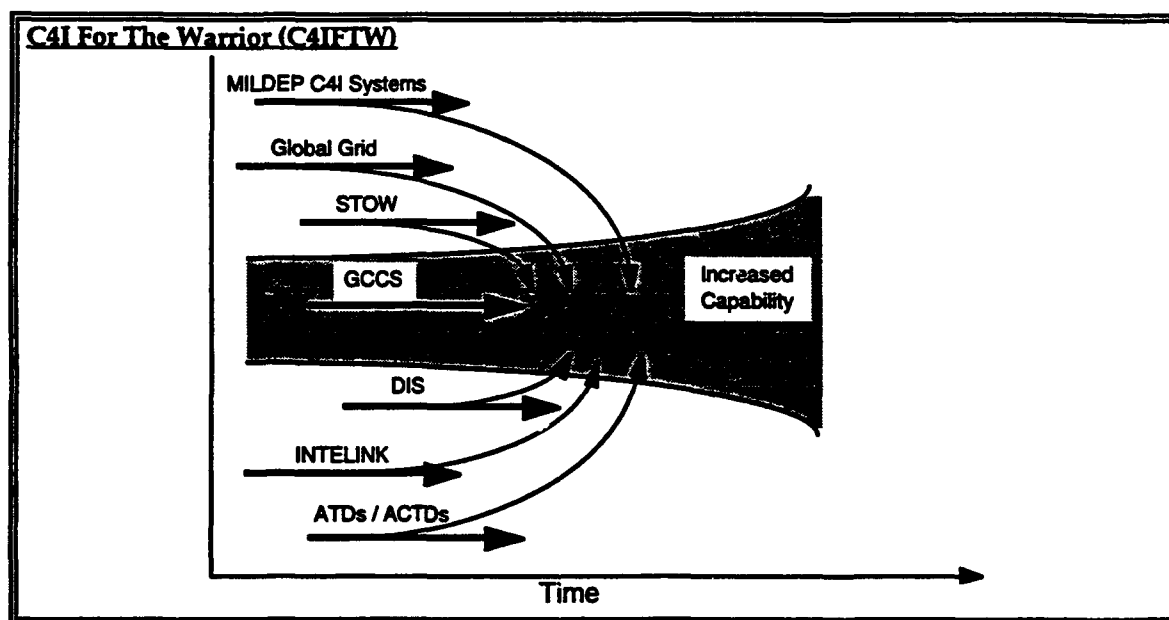 C4I For The Warrior (C4IFTW)
MILDEP C4I Systems
Global Grid
STOW
GCCS
Increased
Capability
DIS
INTELINK
ATDs / ACTDs
Time